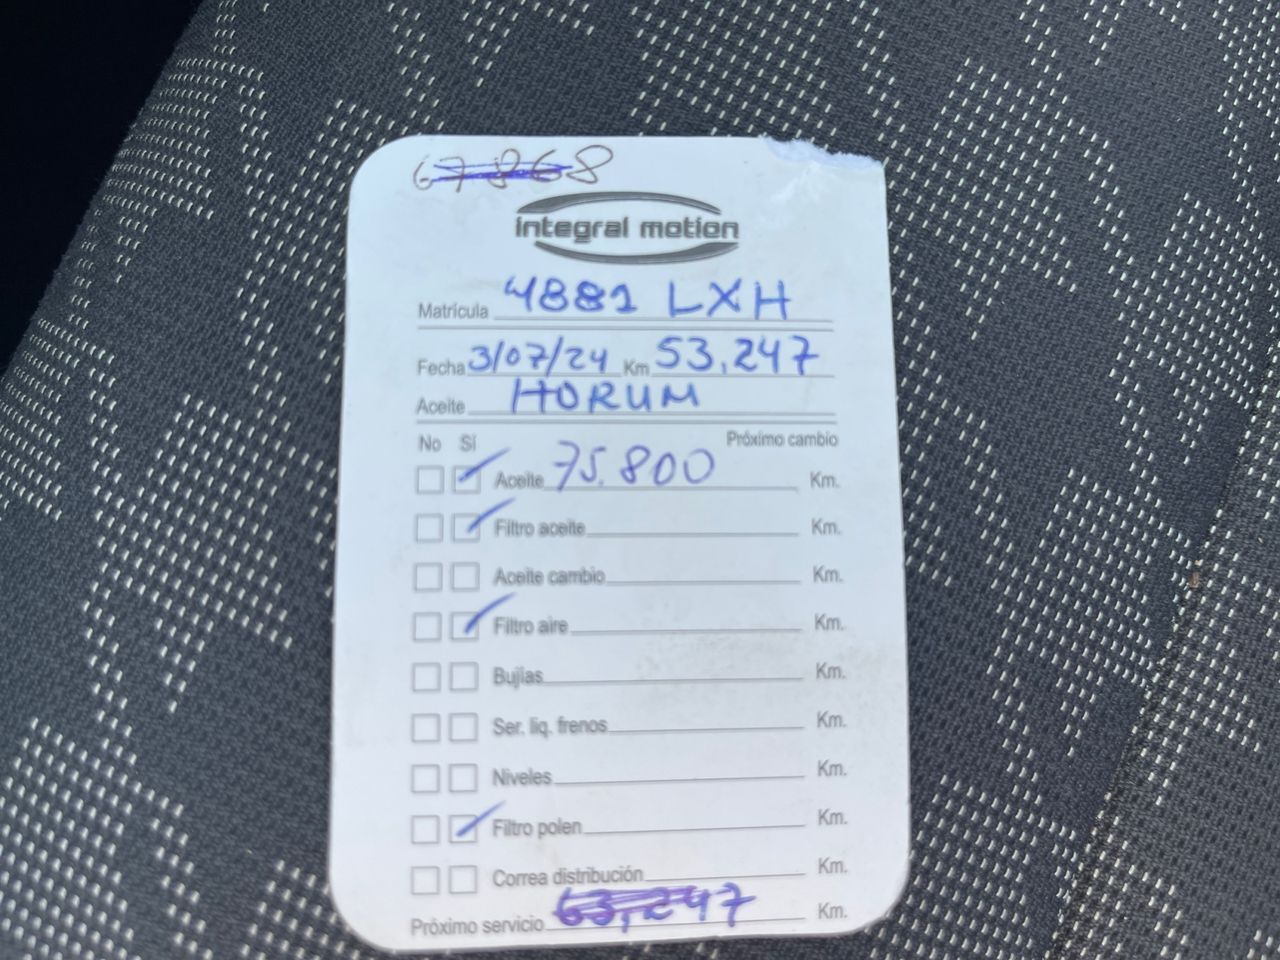 67868
integral motion
Matrícula 4881 LXH
Fecha 3/07/24 Km 53,247
Aceite HORUM
No Sí Próximo cambio
Aceite 75.800 Km.
Filtro aceite Km.
Aceite cambio Km.
Filtro aire Km.
Bujías Km.
Ser. liq. frenos Km.
Niveles Km.
Filtro polen Km.
Correa distribución Km.
Próximo servicio 63,247 Km.